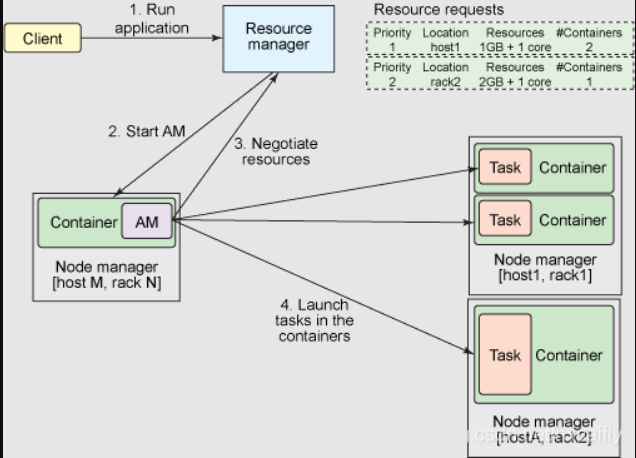 1. Run
application
Client
Resource
manager
Resource requests
Priority Location Resources #Containers
1 host1 1GB + 1 core 2
Priority Location Resources #Containers
2 rack2 2GB + 1 core 1
2. Start AM
3. Negotiate
resources
Container AM
Node manager
[host M, rack N]
Task Container
Task Container
Node manager
[host1, rack1]
4. Launch
tasks in the
containers
Task Container
Node manager
[hostA, rack2]